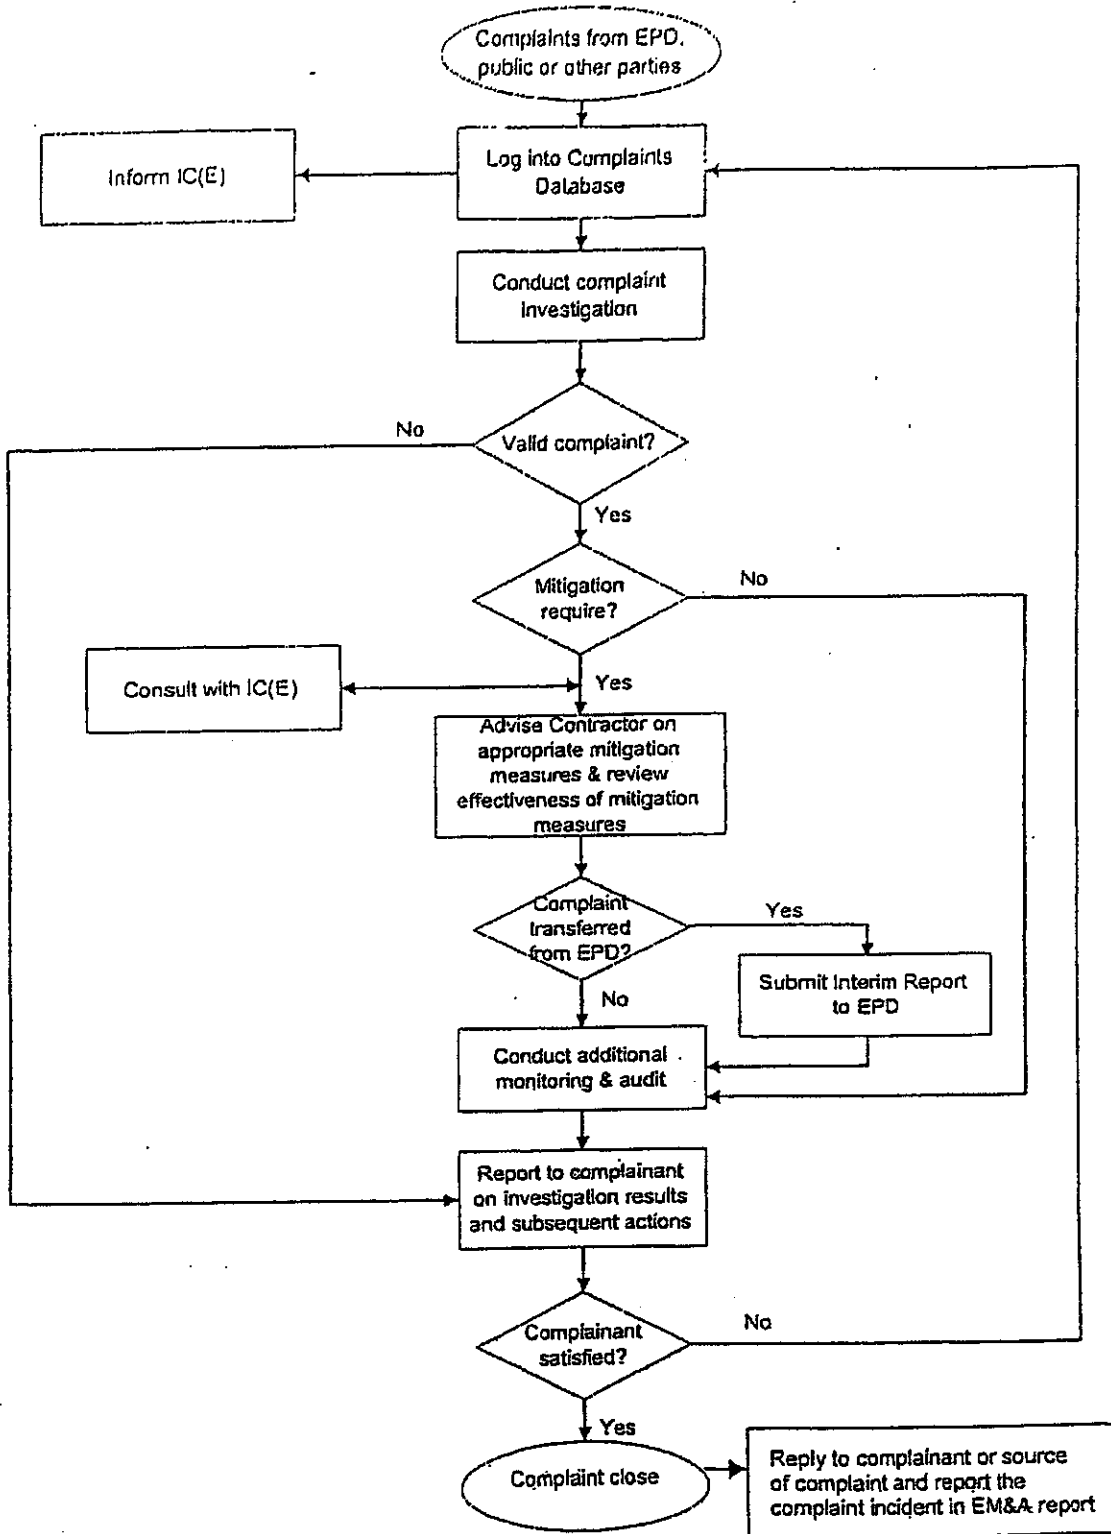 Complaints from EPD,
public or other parties
Inform IC(E)
Log into Complaints
Database
Conduct complaint
investigation
No
Valid complaint?
Yes
Mitigation
require?
No
Consult with IC(E)
Yes
Advise Contractor on
appropriate mitigation
measures & review
effectiveness of mitigation
measures
Complaint
transferred
from EPD?
Yes
Submit Interim Report
to EPD
No
Conduct additional
monitoring & audit
Report to complainant
on investigation results
and subsequent actions
Complainant
satisfied?
No
Yes
Complaint close
Reply to complainant or source
of complaint and report the
complaint incident in EM&A report